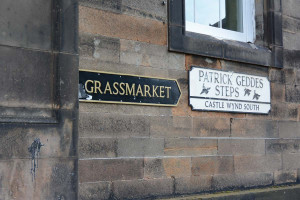 GRASSMARKET
PATRICK GEDDES
STEPS
CASTLE WYND SOUTH